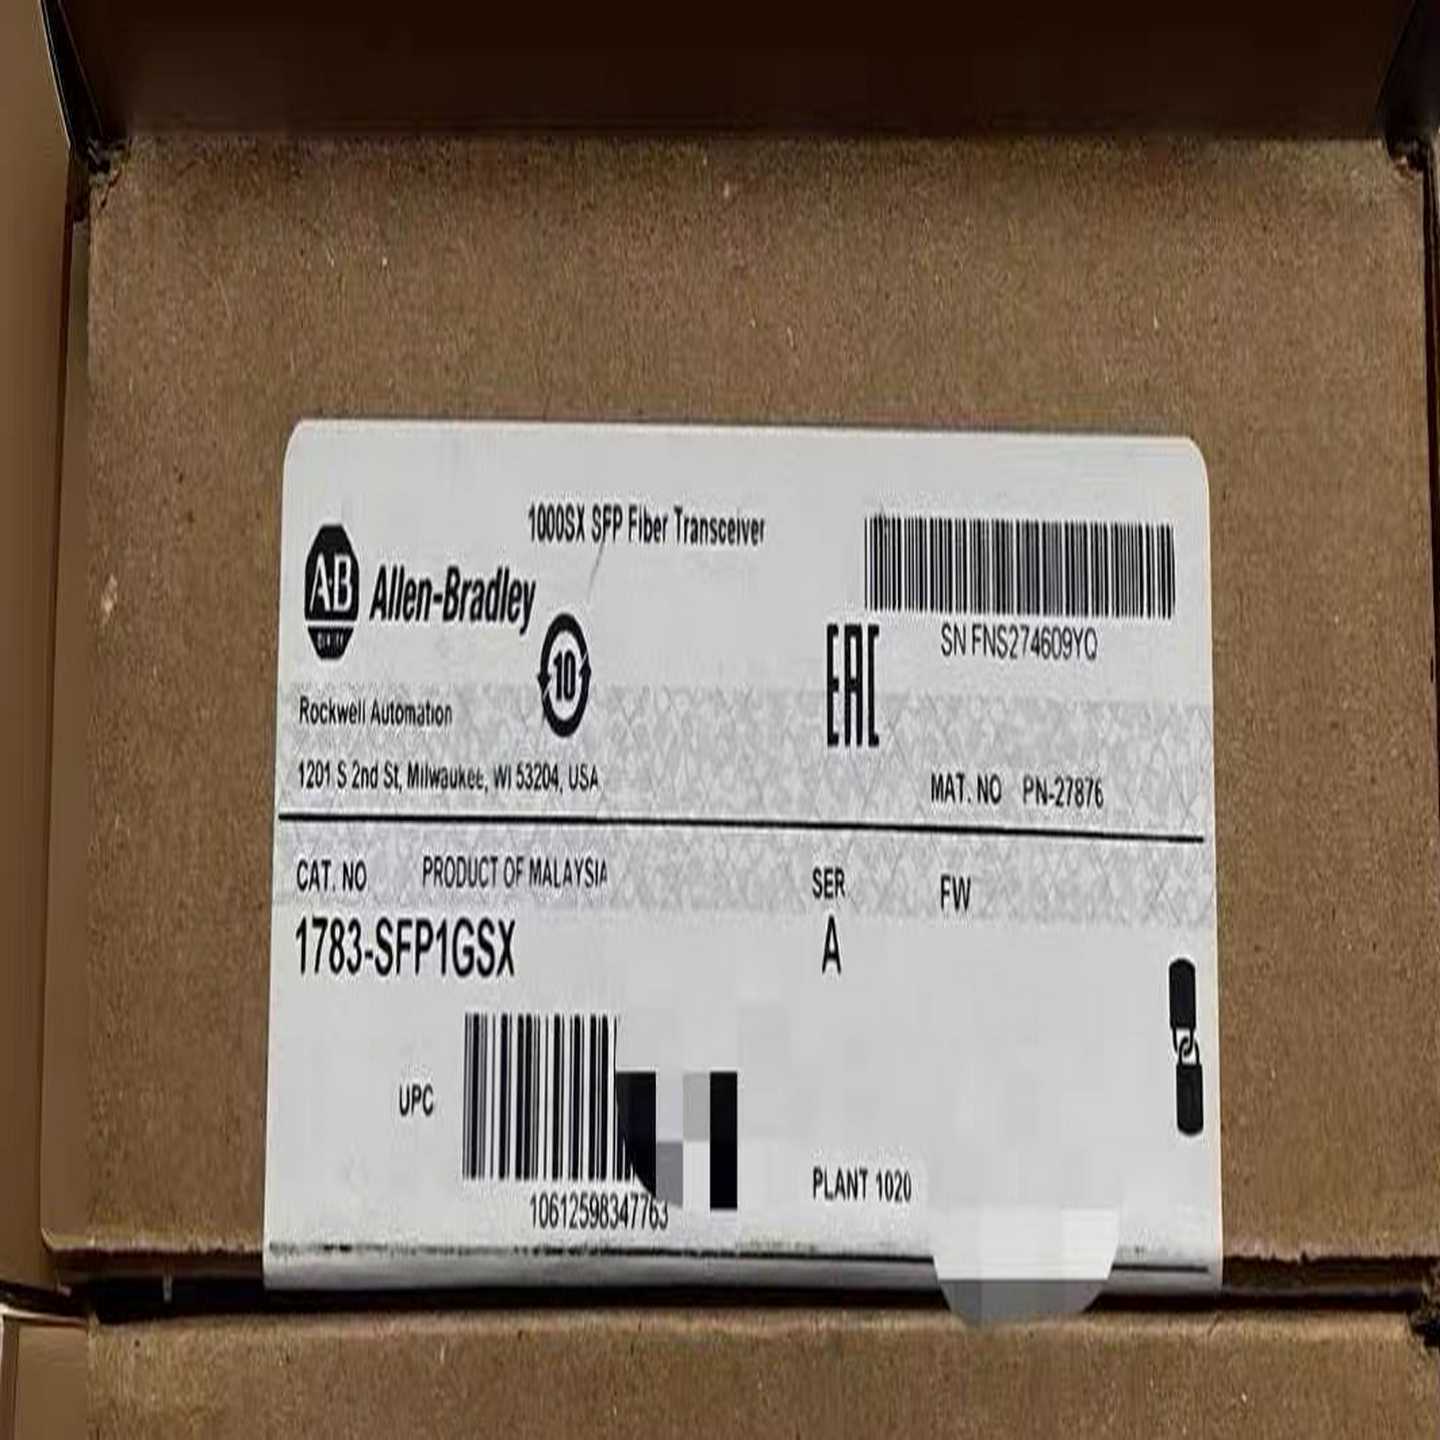 1000SX SFP Fiber Transceiver
AB
QUALITY
Allen-Bradley
10
EAC
SN FNS274609YQ
Rockwell Automation
1201 S 2nd St, Milwaukee, WI 53204, USA
MAT. NO PN-27876
CAT. NO PRODUCT OF MALAYSIA SER FW
1783-SFP1GSX A
UPC
10612598347763
PLANT 1020